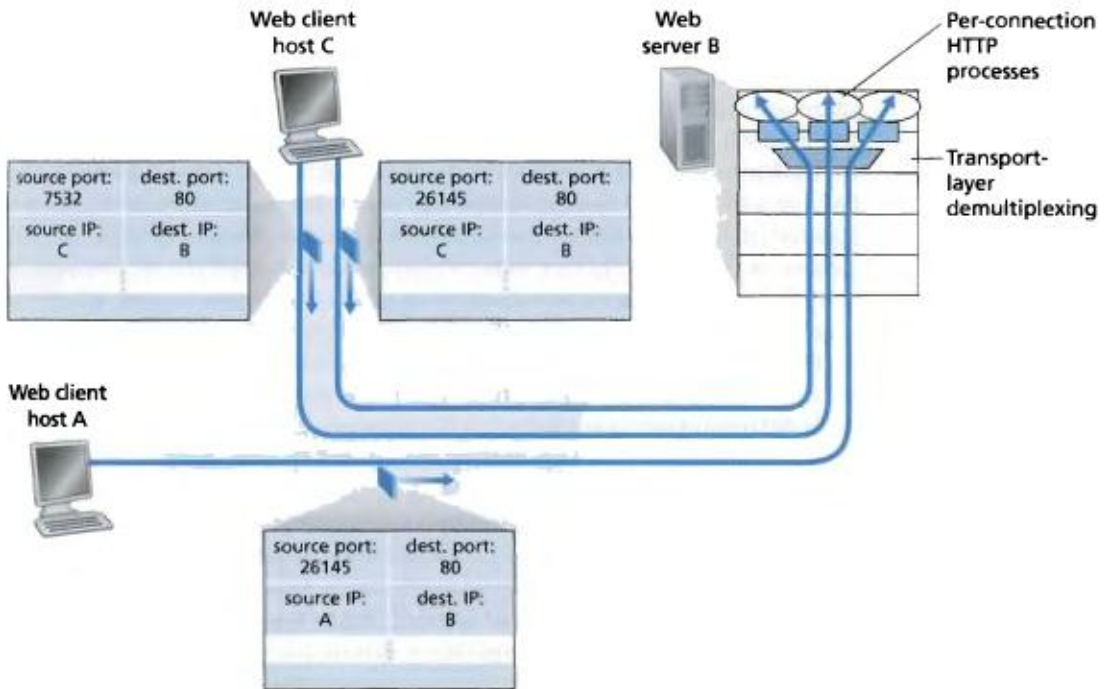 Web client
host C
Web
server B
Per-connection
HTTP
processes
Transport-
layer
demultiplexing
source port:
7532
dest. port:
80
source IP:
C
dest. IP:
B
source port:
26145
dest. port:
80
source IP:
C
dest. IP:
B
Web client
host A
source port:
26145
dest. port:
80
source IP:
A
dest. IP:
B